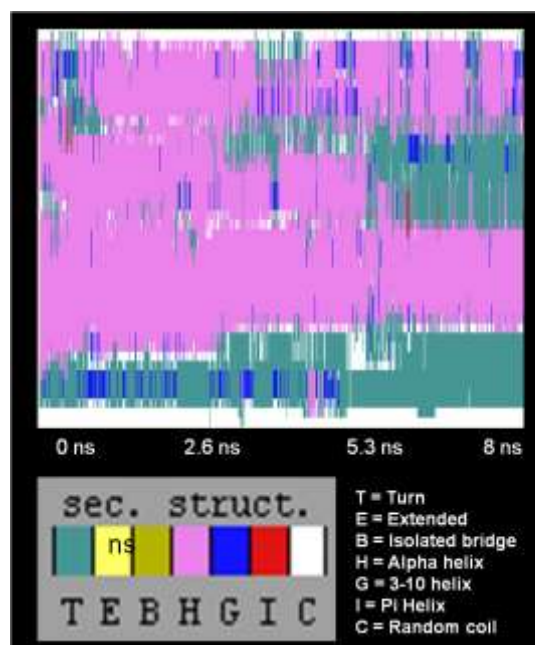 0 ns 2.6 ns 5.3 ns 8 ns
sec. struct.
ns
T E B H G I C
T = Turn
E = Extended
B = Isolated bridge
H = Alpha helix
G = 3-10 helix
I = Pi Helix
C = Random coil